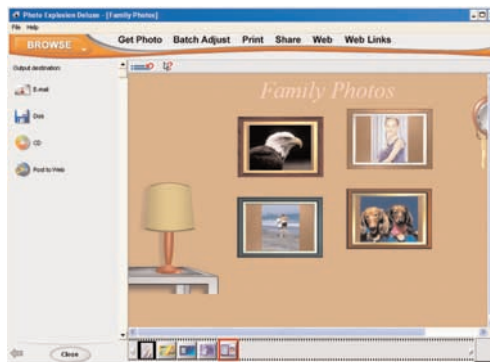 Photo Explosion Deluxe - [Family Photos]
File Help
BROWSE Get Photo Batch Adjust Print Share Web Web Links
Output destination:
E-mail
Disk
CD
Post to Web
Family Photos
Close